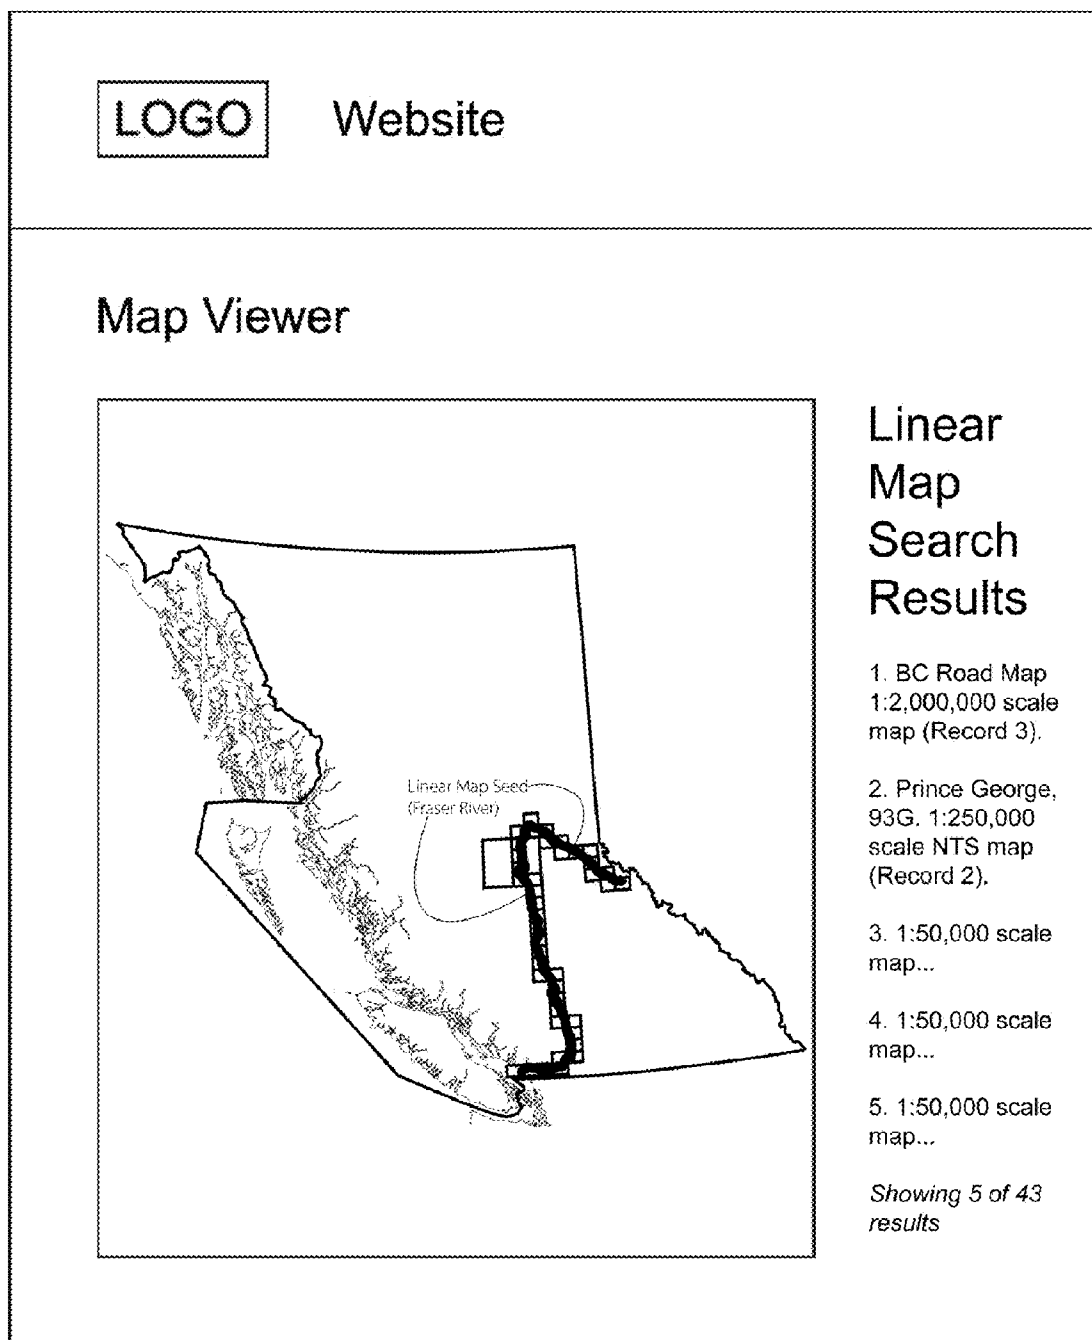 LOGO
Website
Map Viewer
Linear Map Seed
(Fraser River)
Linear
Map
Search
Results
1. BC Road Map
1:2,000,000 scale
map (Record 3).
2. Prince George,
93G. 1:250,000
scale NTS map
(Record 2).
3. 1:50,000 scale
map...
4. 1:50,000 scale
map...
5. 1:50,000 scale
map...
Showing 5 of 43
results